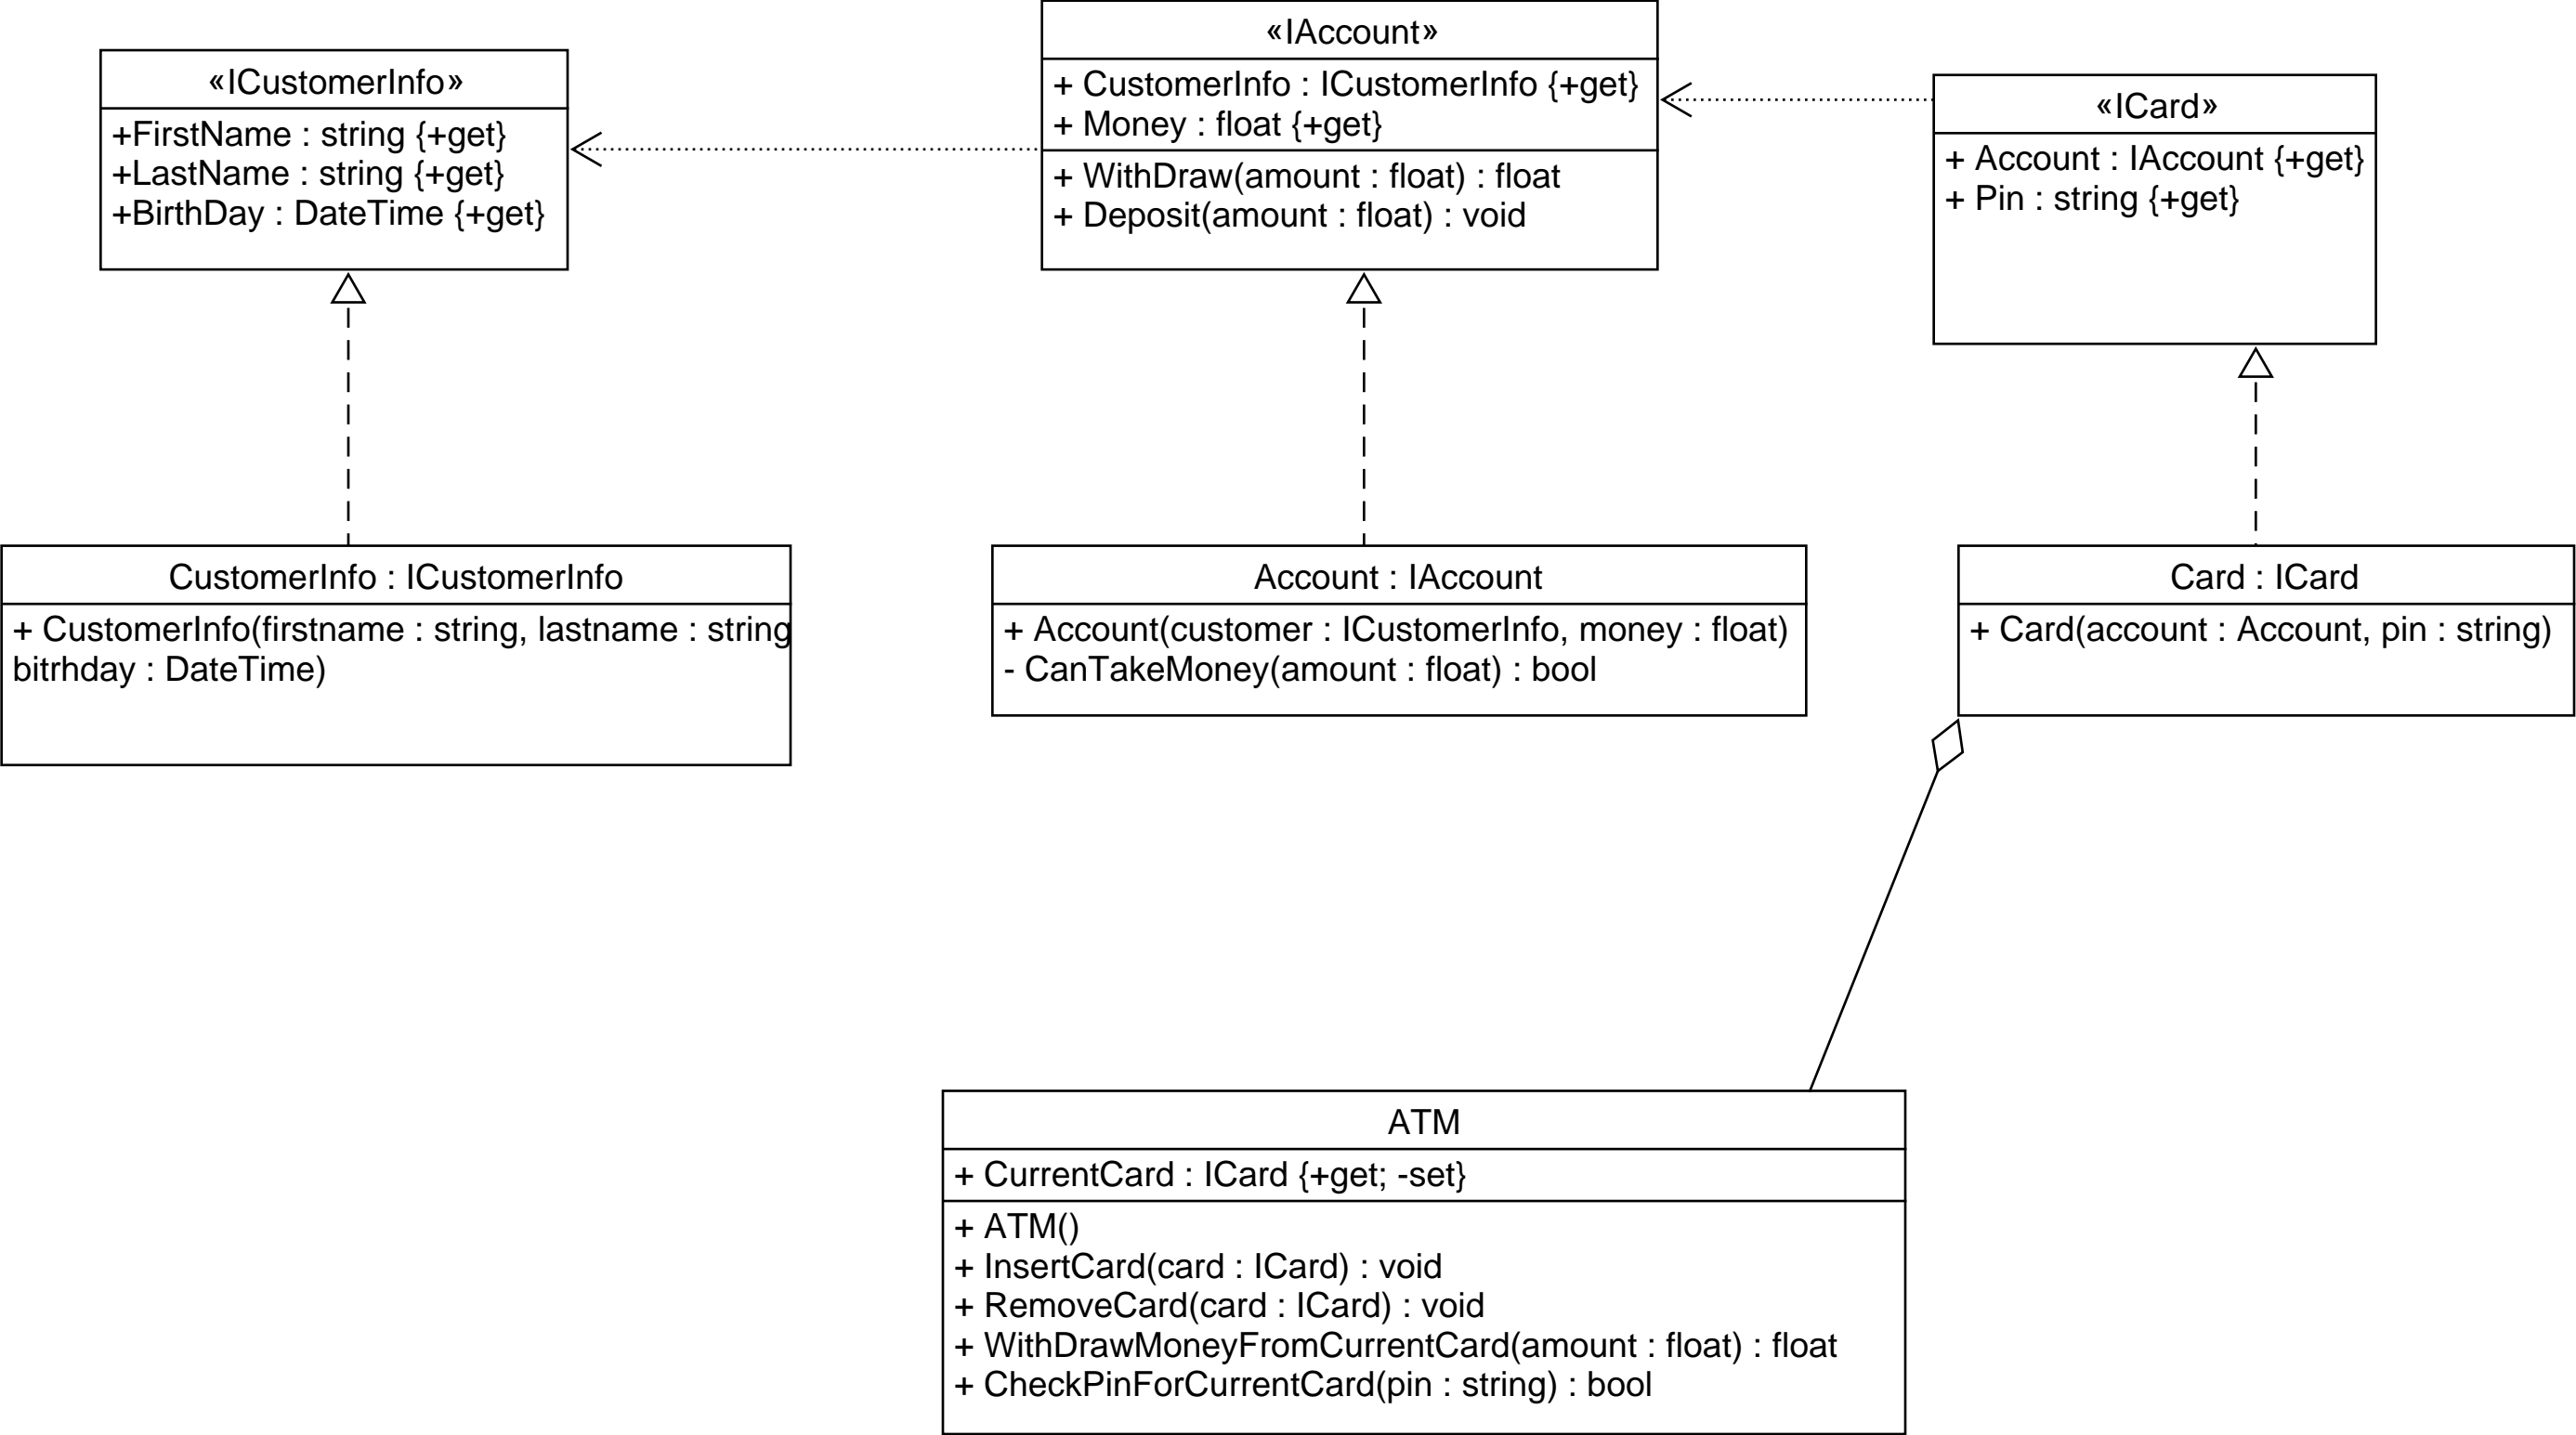 «ICustomerInfo»
+FirstName : string {+get}
+LastName : string {+get}
+BirthDay : DateTime {+get}
«IAccount»
+ CustomerInfo : ICustomerInfo {+get}
+ Money : float {+get}
+ WithDraw(amount : float) : float
+ Deposit(amount : float) : void
«ICard»
+ Account : IAccount {+get}
+ Pin : string {+get}
CustomerInfo : ICustomerInfo
+ CustomerInfo(firstname : string, lastname : string
bitrhday : DateTime)
Account : IAccount
+ Account(customer : ICustomerInfo, money : float)
- CanTakeMoney(amount : float) : bool
Card : ICard
+ Card(account : Account, pin : string)
ATM
+ CurrentCard : ICard {+get; -set}
+ ATM()
+ InsertCard(card : ICard) : void
+ RemoveCard(card : ICard) : void
+ WithDrawMoneyFromCurrentCard(amount : float) : float
+ CheckPinForCurrentCard(pin : string) : bool